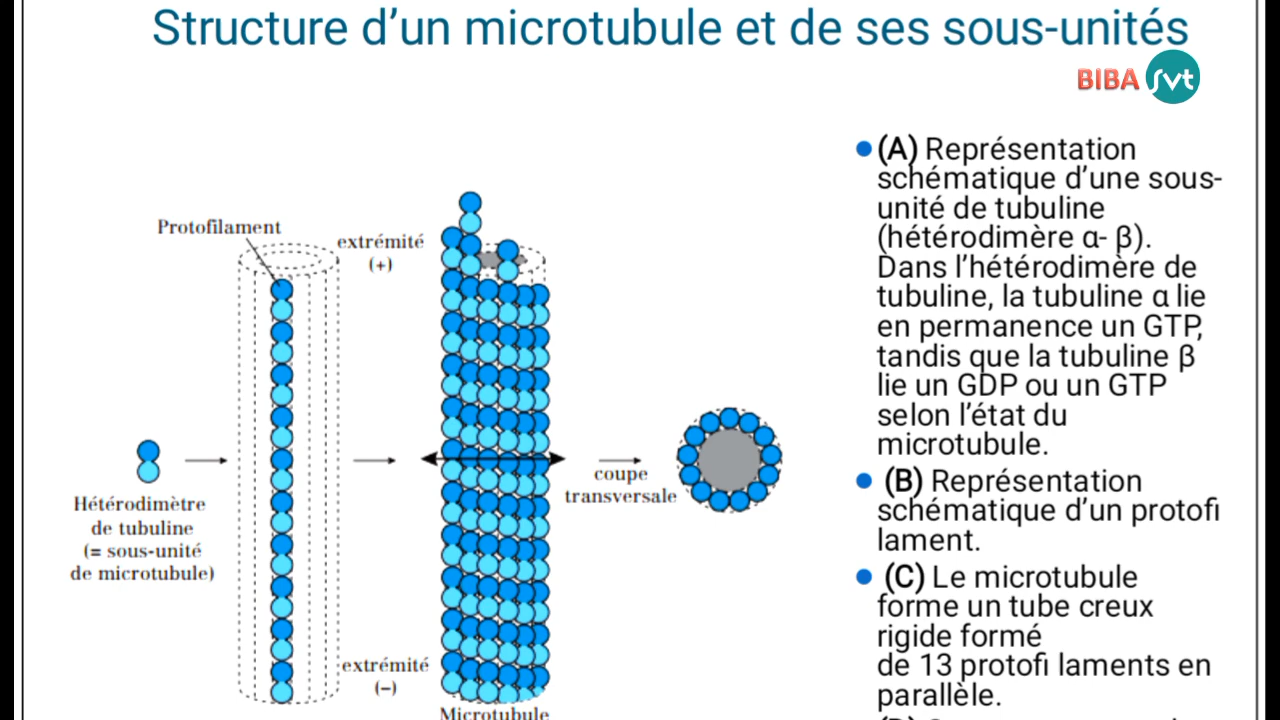 Structure d’un microtubule et de ses sous-unités
BIBA svt
Protofilament
extrémité
(+)
Hétérodimètre
de tubuline
(= sous-unité
de microtubule)
coupe
transversale
extrémité
(–)
Microtubule
(A) Représentation
schématique d’une sous-
unité de tubuline
(hétérodimère α- β).
Dans l’hétérodimère de
tubuline, la tubuline α lie
en permanence un GTP,
tandis que la tubuline β
lie un GDP ou un GTP
selon l’état du
microtubule.
(B) Représentation
schématique d’un protofi
lament.
(C) Le microtubule
forme un tube creux
rigide formé
de 13 protofi laments en
parallèle.